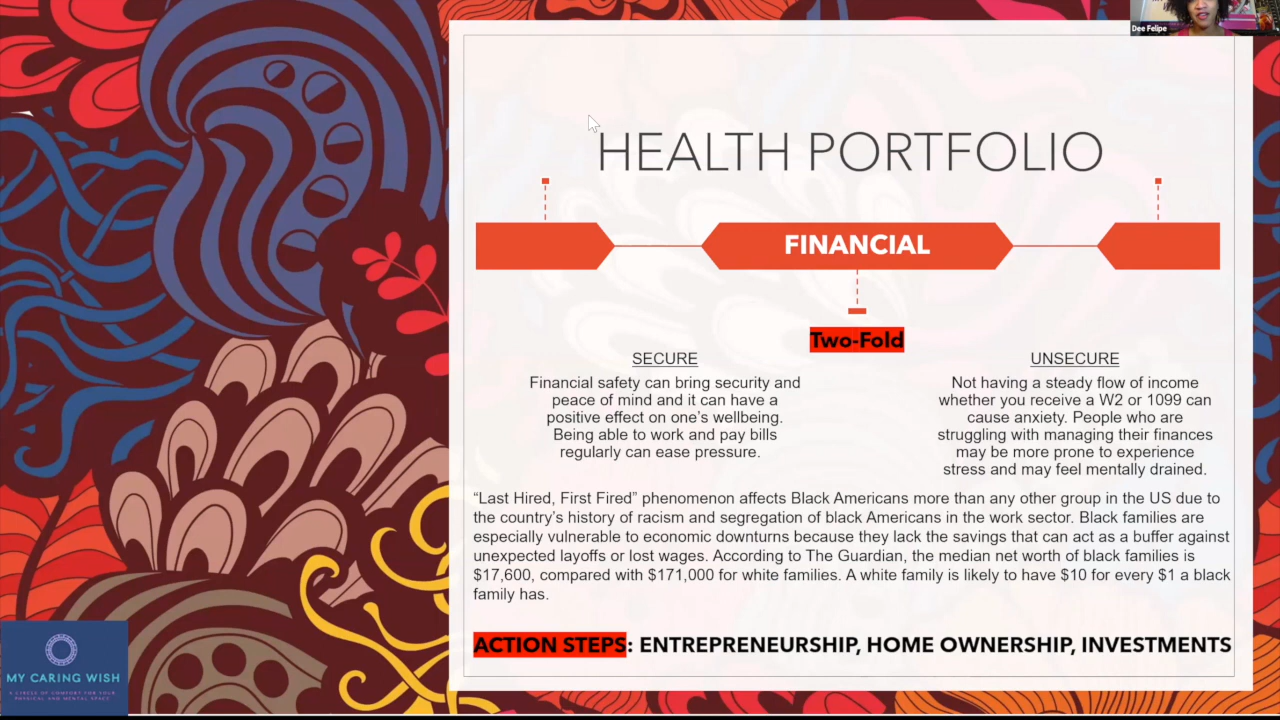 Dee Felipe
HEALTH PORTFOLIO
FINANCIAL
Two-Fold
SECURE
Financial safety can bring security and
peace of mind and it can have a
positive effect on one's wellbeing.
Being able to work and pay bills
regularly can ease pressure.
UNSECURE
Not having a steady flow of income
whether you receive a W2 or 1099 can
cause anxiety. People who are
struggling with managing their finances
may be more prone to experience
stress and may feel mentally drained.
“Last Hired, First Fired” phenomenon affects Black Americans more than any other group in the US due to
the country’s history of racism and segregation of black Americans in the work sector. Black families are
especially vulnerable to economic downturns because they lack the savings that can act as a buffer against
unexpected layoffs or lost wages. According to The Guardian, the median net worth of black families is
$17,600, compared with $171,000 for white families. A white family is likely to have $10 for every $1 a black
family has.
ACTION STEPS: ENTREPRENEURSHIP, HOME OWNERSHIP, INVESTMENTS
MY CARING WISH
A CIRCLE OF COMFORT FOR YOUR
PHYSICAL AND MENTAL SPACE